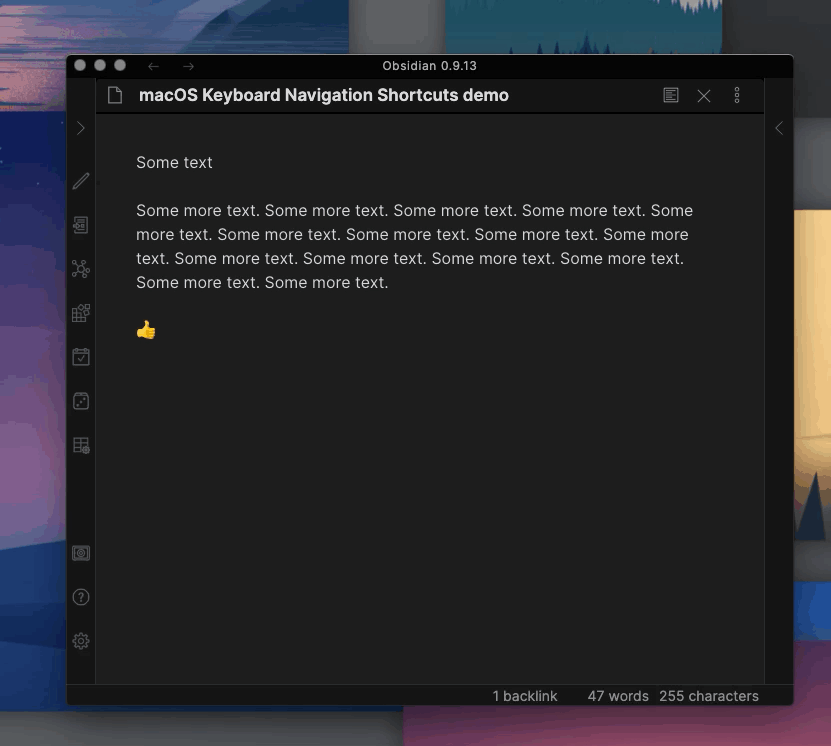 Obsidian 0.9.13
macOS Keyboard Navigation Shortcuts demo
Some text
Some more text. Some more text. Some more text. Some more text. Some
more text. Some more text. Some more text. Some more text. Some more
text. Some more text. Some more text. Some more text. Some more text.
Some more text. Some more text.
👍
1 backlink 47 words 255 characters